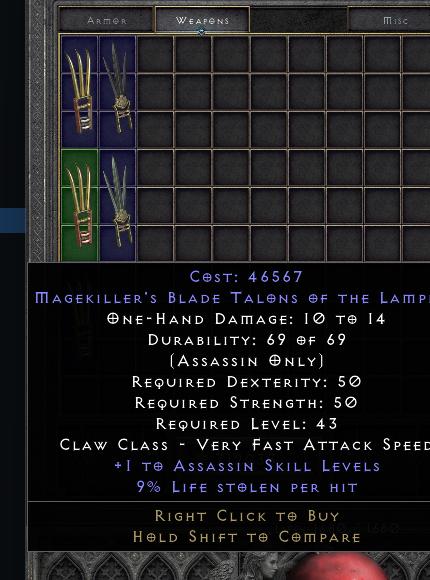 Armor Weapons Misc
Cost: 46567
Magekiller's Blade Talons of the Lamp
One-Hand Damage: 10 to 14
Durability: 69 of 69
(Assassin Only)
Required Dexterity: 50
Required Strength: 50
Required Level: 43
Claw Class - Very Fast Attack Speed
+1 to Assassin Skill Levels
9% Life stolen per hit
Right Click to Buy
Hold Shift to Compare